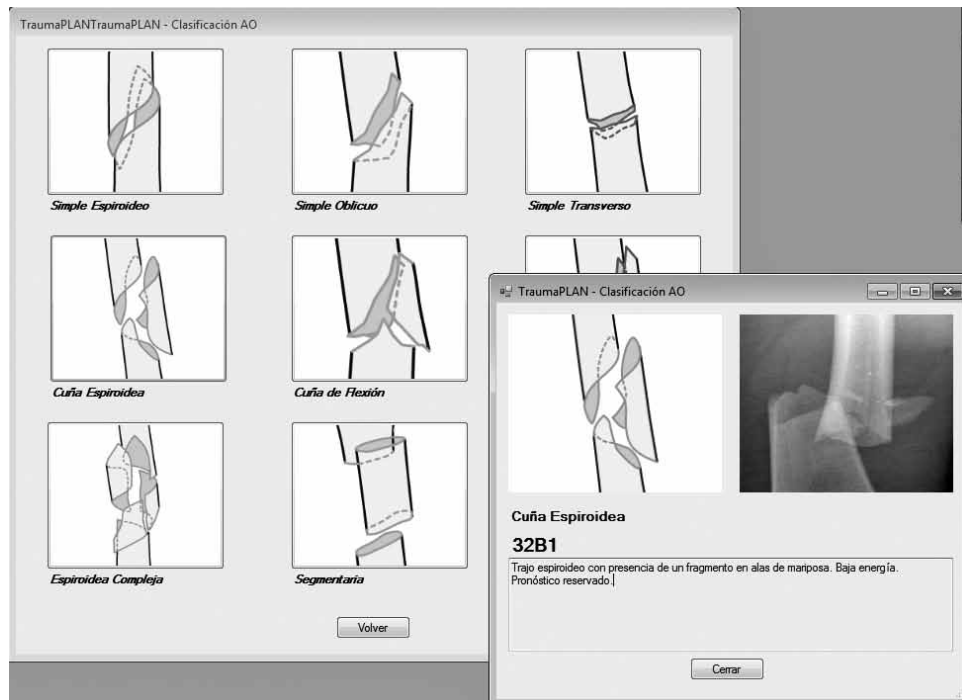 TraumaPLANTraumaPLAN - Clasificación AO
Simple Espiroideo
Simple Oblicuo
Simple Transverso
Cuña Espiroidea
Cuña de Flexión
Espiroidea Compleja
Segmentaria
Volver
TraumaPLAN - Clasificación AO
Cuña Espiroidea
32B1
Trajo espiroideo con presencia de un fragmento en alas de mariposa. Baja energía.
Pronóstico reservado.
Cerrar